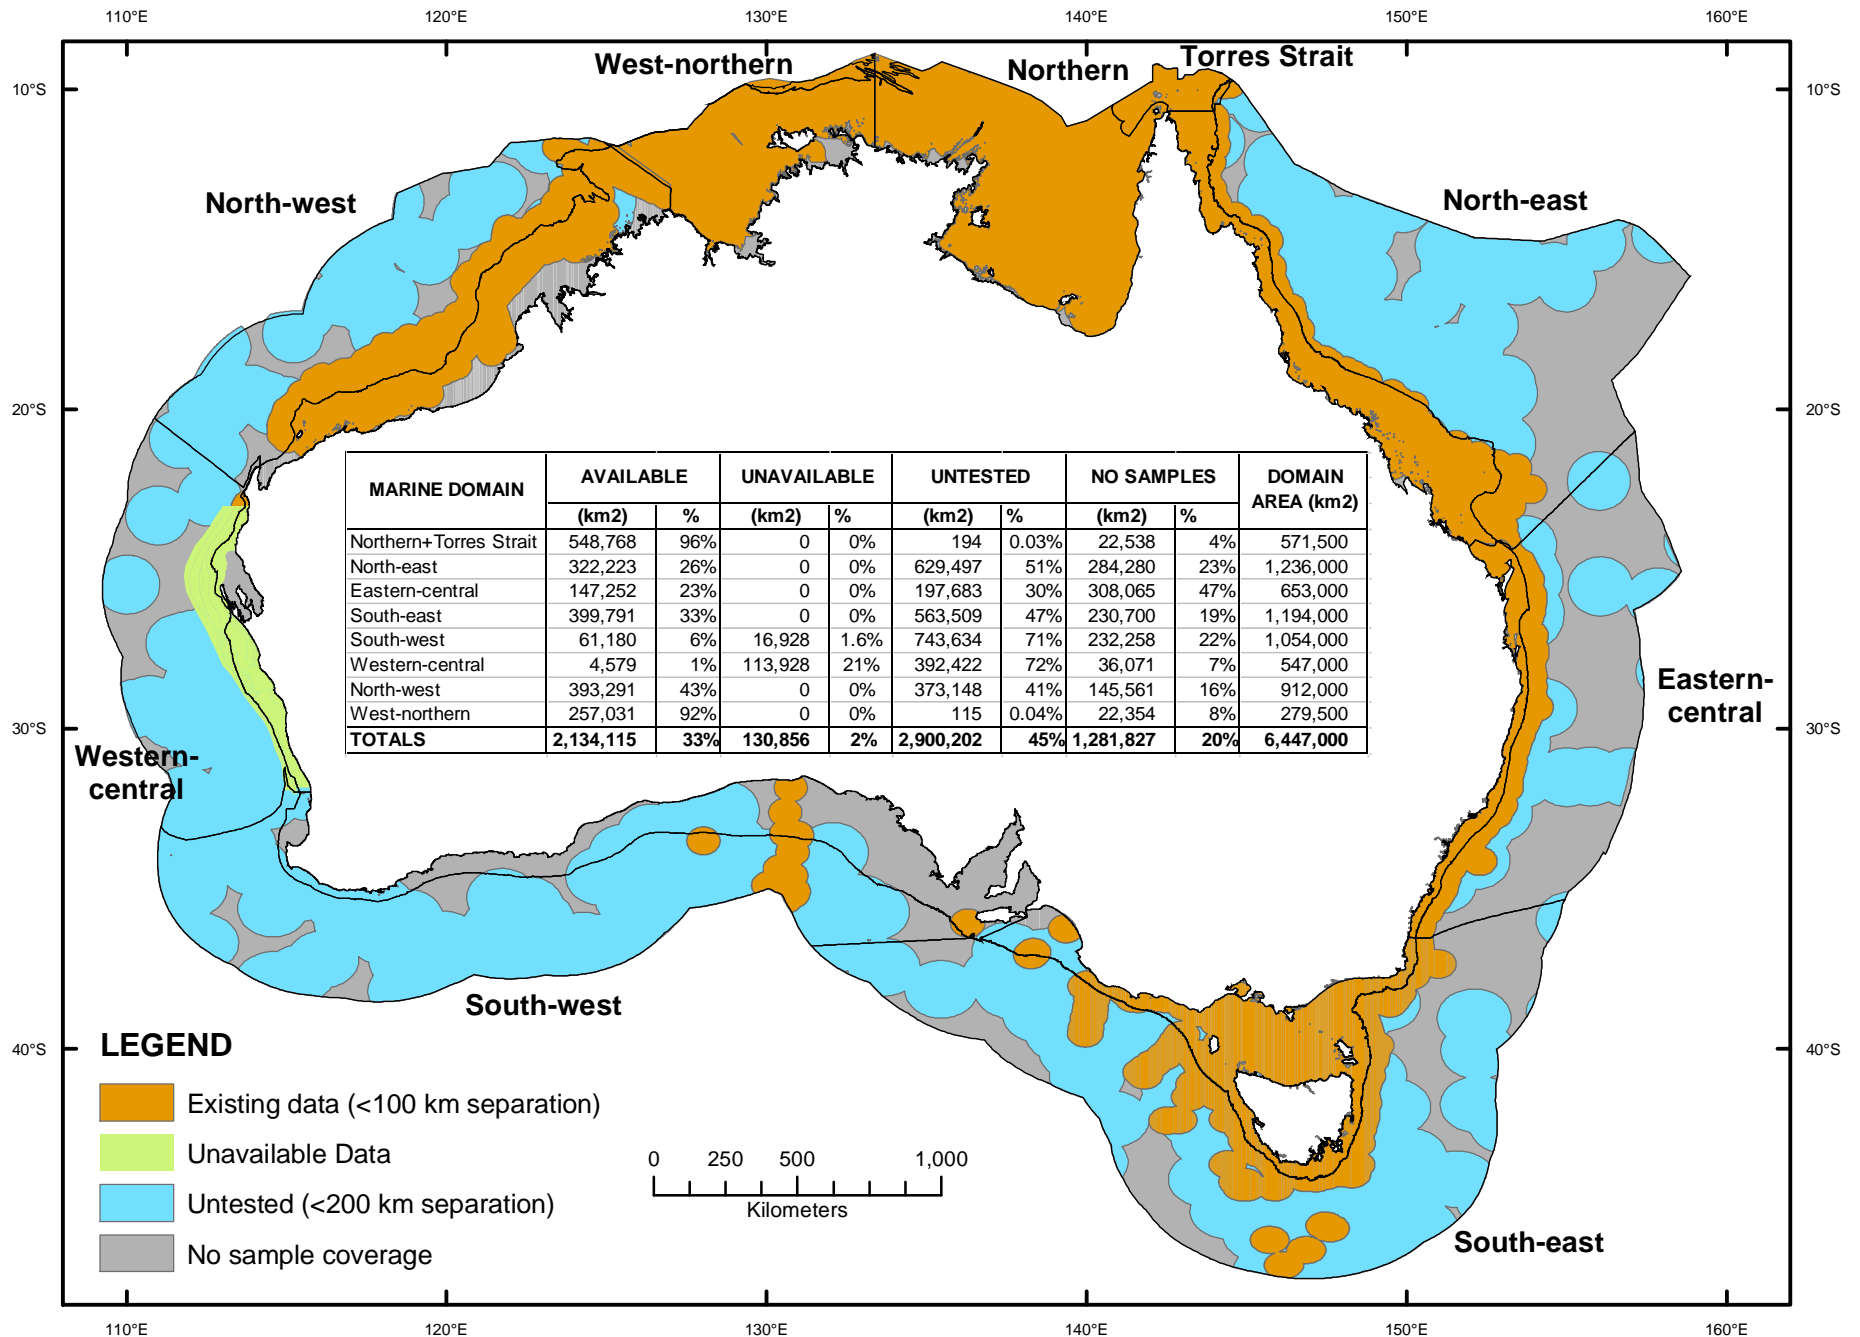 110°E 120°E 130°E 140°E 150°E 160°E
West-northern Northern Torres Strait
10°S 10°S
North-west North-east
20°S 20°S
MARINE DOMAIN AVAILABLE UNAVAILABLE UNTESTED NO SAMPLES DOMAIN AREA (km2)
(km2) % (km2) % (km2) % (km2) %
Northern+Torres Strait 548,768 96% 0 0% 194 0.03% 22,538 4% 571,500
North-east 322,223 26% 0 0% 629,497 51% 284,280 23% 1,236,000
Eastern-central 147,252 23% 0 0% 197,683 30% 308,065 47% 653,000
South-east 399,791 33% 0 0% 563,509 47% 230,700 19% 1,194,000
South-west 61,180 6% 16,928 1.6% 743,634 71% 232,258 22% 1,054,000
Western-central 4,579 1% 113,928 21% 392,422 72% 36,071 7% 547,000
North-west 393,291 43% 0 0% 373,148 41% 145,561 16% 912,000
West-northern 257,031 92% 0 0% 115 0.04% 22,354 8% 279,500
TOTALS 2,134,115 33% 130,856 2% 2,900,202 45% 1,281,827 20% 6,447,000
Eastern-
central
30°S 30°S
Western-
central
South-west
LEGEND
40°S 40°S
Existing data (<100 km separation)
Unavailable Data
Untested (<200 km separation)
No sample coverage
0 250 500 1,000
Kilometers
South-east
110°E 120°E 130°E 140°E 150°E 160°E